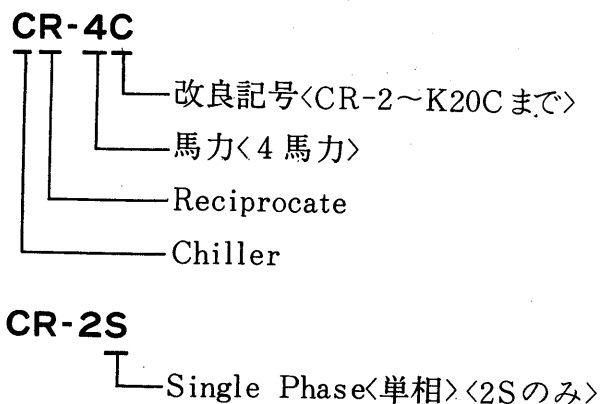 CR-4C
改良記号〈CR-2～K20Cまで〉
馬力〈4馬力〉
Reciprocate
Chiller
CR-2S
Single Phase〈単相〉〈2Sのみ〉